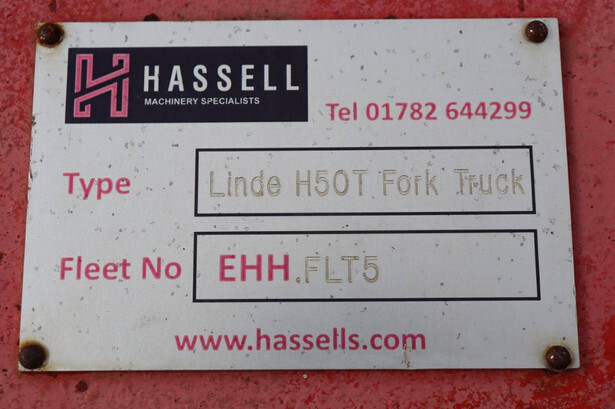 HASSELL
MACHINERY SPECIALISTS
Tel 01782 644299
Type Linde H50T Fork Truck
Fleet No EHH.FLT5
www.hassells.com